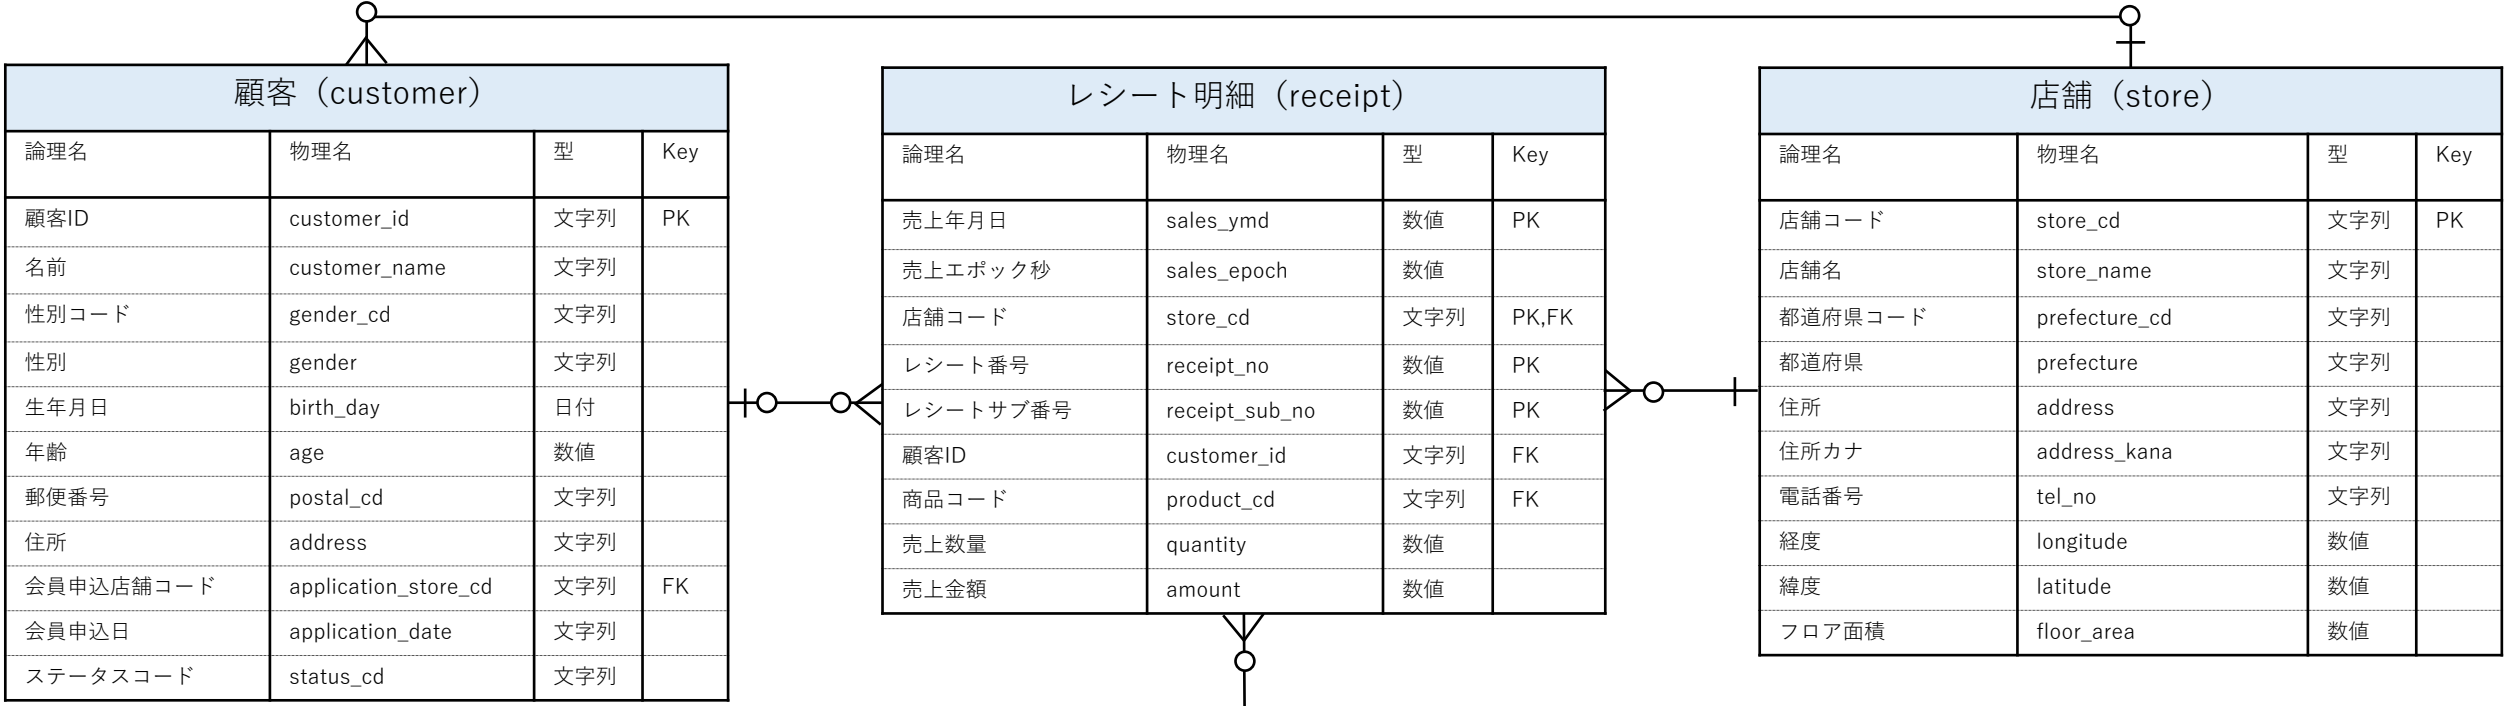 顧客（customer）
論理名 物理名 型 Key
顧客ID customer_id 文字列 PK
名前 customer_name 文字列
性別コード gender_cd 文字列
性別 gender 文字列
生年月日 birth_day 日付
年齢 age 数値
郵便番号 postal_cd 文字列
住所 address 文字列
会員申込店舗コード application_store_cd 文字列 FK
会員申込日 application_date 文字列
ステータスコード status_cd 文字列
レシート明細（receipt）
論理名 物理名 型 Key
売上年月日 sales_ymd 数値 PK
売上エポック秒 sales_epoch 数値
店舗コード store_cd 文字列 PK,FK
レシート番号 receipt_no 数値 PK
レシートサブ番号 receipt_sub_no 数値 PK
顧客ID customer_id 文字列 FK
商品コード product_cd 文字列 FK
売上数量 quantity 数値
売上金額 amount 数値
店舗（store）
論理名 物理名 型 Key
店舗コード store_cd 文字列 PK
店舗名 store_name 文字列
都道府県コード prefecture_cd 文字列
都道府県 prefecture 文字列
住所 address 文字列
住所カナ address_kana 文字列
電話番号 tel_no 文字列
経度 longitude 数値
緯度 latitude 数値
フロア面積 floor_area 数値